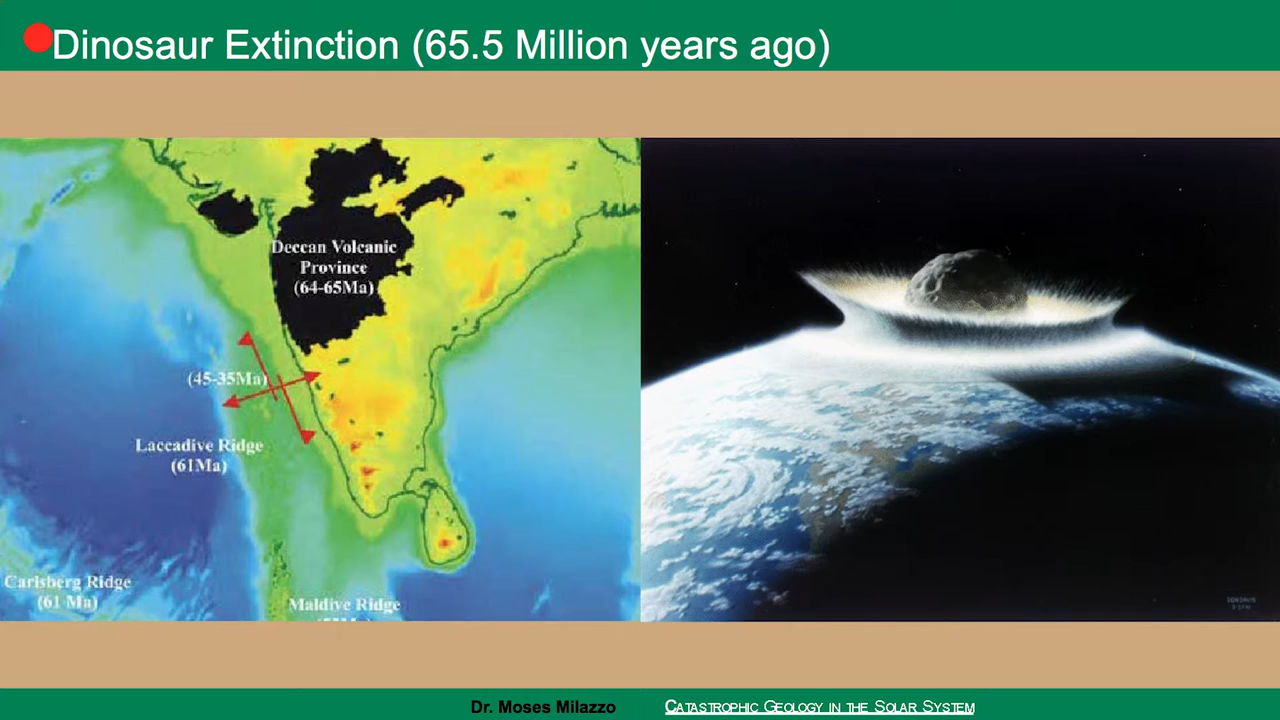 Dinosaur Extinction (65.5 Million years ago)
Deccan Volcanic
Province
(64-65Ma)
(45-35Ma)
Laccadive Ridge
(61Ma)
Carlsberg Ridge
(61 Ma)
Maldive Ridge
Dr. Moses Milazzo
CATASTROPHIC GEOLOGY IN THE SOLAR SYSTEM